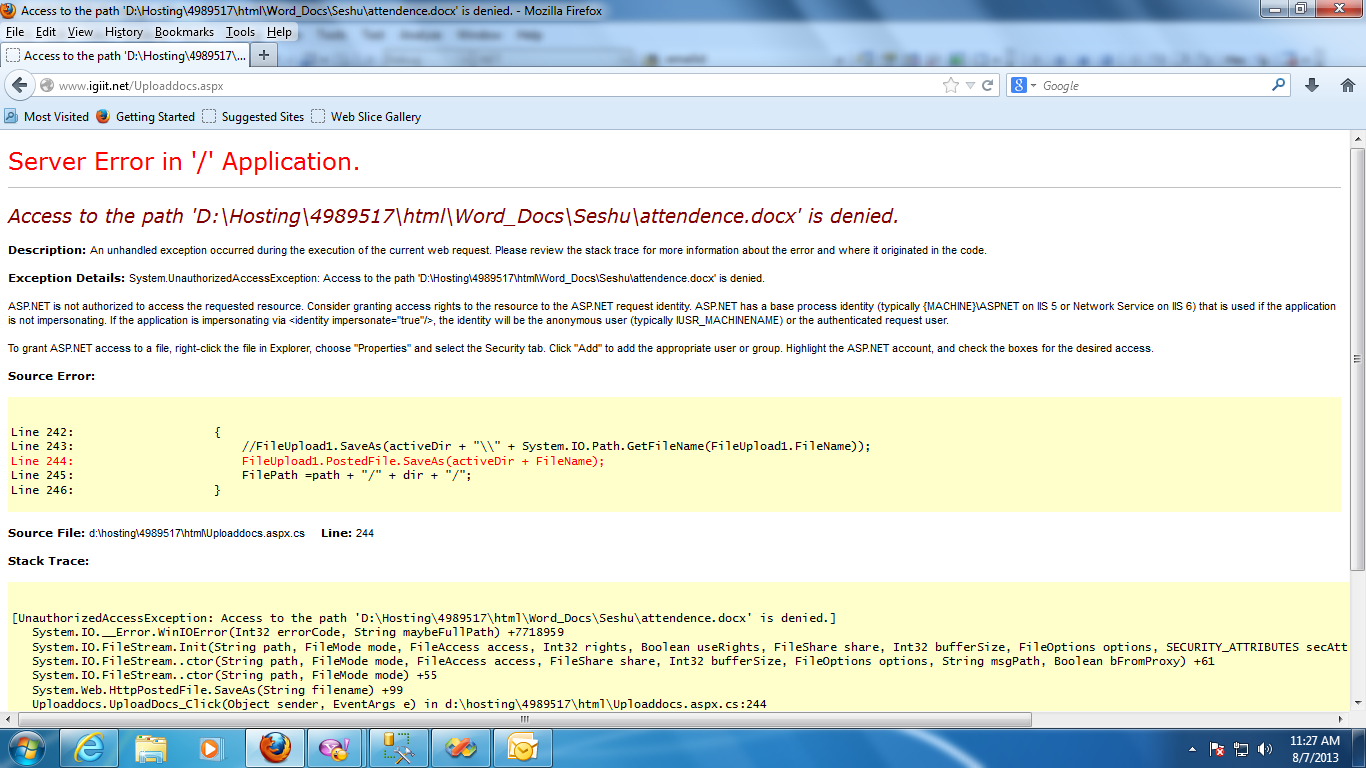 Access to the path 'D:\Hosting\4989517\html\Word_Docs\Seshu\attendence.docx' is denied. - Mozilla Firefox
File Edit View History Bookmarks Tools Help
Access to the path 'D:\Hosting\4989517\...
www.igiit.net/Uploaddocs.aspx
Google
Most Visited Getting Started Suggested Sites Web Slice Gallery
Server Error in '/' Application.
Access to the path 'D:\Hosting\4989517\html\Word_Docs\Seshu\attendence.docx' is denied.
Description: An unhandled exception occurred during the execution of the current web request. Please review the stack trace for more information about the error and where it originated in the code.
Exception Details: System.UnauthorizedAccessException: Access to the path 'D:\Hosting\4989517\html\Word_Docs\Seshu\attendence.docx' is denied.
ASP.NET is not authorized to access the requested resource. Consider granting access rights to the resource to the ASP.NET request identity. ASP.NET has a base process identity (typically {MACHINE}\ASPNET on IIS 5 or Network Service on IIS 6) that is used if the application
is not impersonating. If the application is impersonating via <identity impersonate="true"/>, the identity will be the anonymous user (typically IUSR_MACHINENAME) or the authenticated request user.
To grant ASP.NET access to a file, right-click the file in Explorer, choose "Properties" and select the Security tab. Click "Add" to add the appropriate user or group. Highlight the ASP.NET account, and check the boxes for the desired access.
Source Error:
Line 242: {
Line 243: //FileUpload1.SaveAs(activeDir + "\\" + System.IO.Path.GetFileName(FileUpload1.FileName));
Line 244: FileUpload1.PostedFile.SaveAs(activeDir + FileName);
Line 245: FilePath =path + "/" + dir + "/";
Line 246: }
Source File: d:\hosting\4989517\html\Uploaddocs.aspx.cs Line: 244
Stack Trace:
[UnauthorizedAccessException: Access to the path 'D:\Hosting\4989517\html\Word_Docs\Seshu\attendence.docx' is denied.]
System.IO.__Error.WinIOError(Int32 errorCode, String maybeFullPath) +7718959
System.IO.FileStream.Init(String path, FileMode mode, FileAccess access, Int32 rights, Boolean useRights, FileShare share, Int32 bufferSize, FileOptions options, SECURITY_ATTRIBUTES secAtt
System.IO.FileStream..ctor(String path, FileMode mode, FileAccess access, FileShare share, Int32 bufferSize, FileOptions options, String msgPath, Boolean bFromProxy) +61
System.IO.FileStream..ctor(String path, FileMode mode) +55
System.Web.HttpPostedFile.SaveAs(String filename) +99
Uploaddocs.UploadDocs_Click(Object sender, EventArgs e) in d:\hosting\4989517\html\Uploaddocs.aspx.cs:244
11:27 AM
8/7/2013